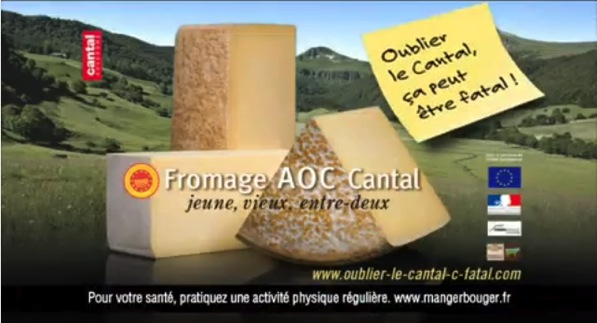 cantal
Oublier
le Cantal,
ça peut
être fatal !
Fromage AOC Cantal
jeune, vieux, entre-deux
www.oublier-le-cantal-c-fatal.com
Pour votre santé, pratiquez une activité physique régulière. www.mangerbouger.fr